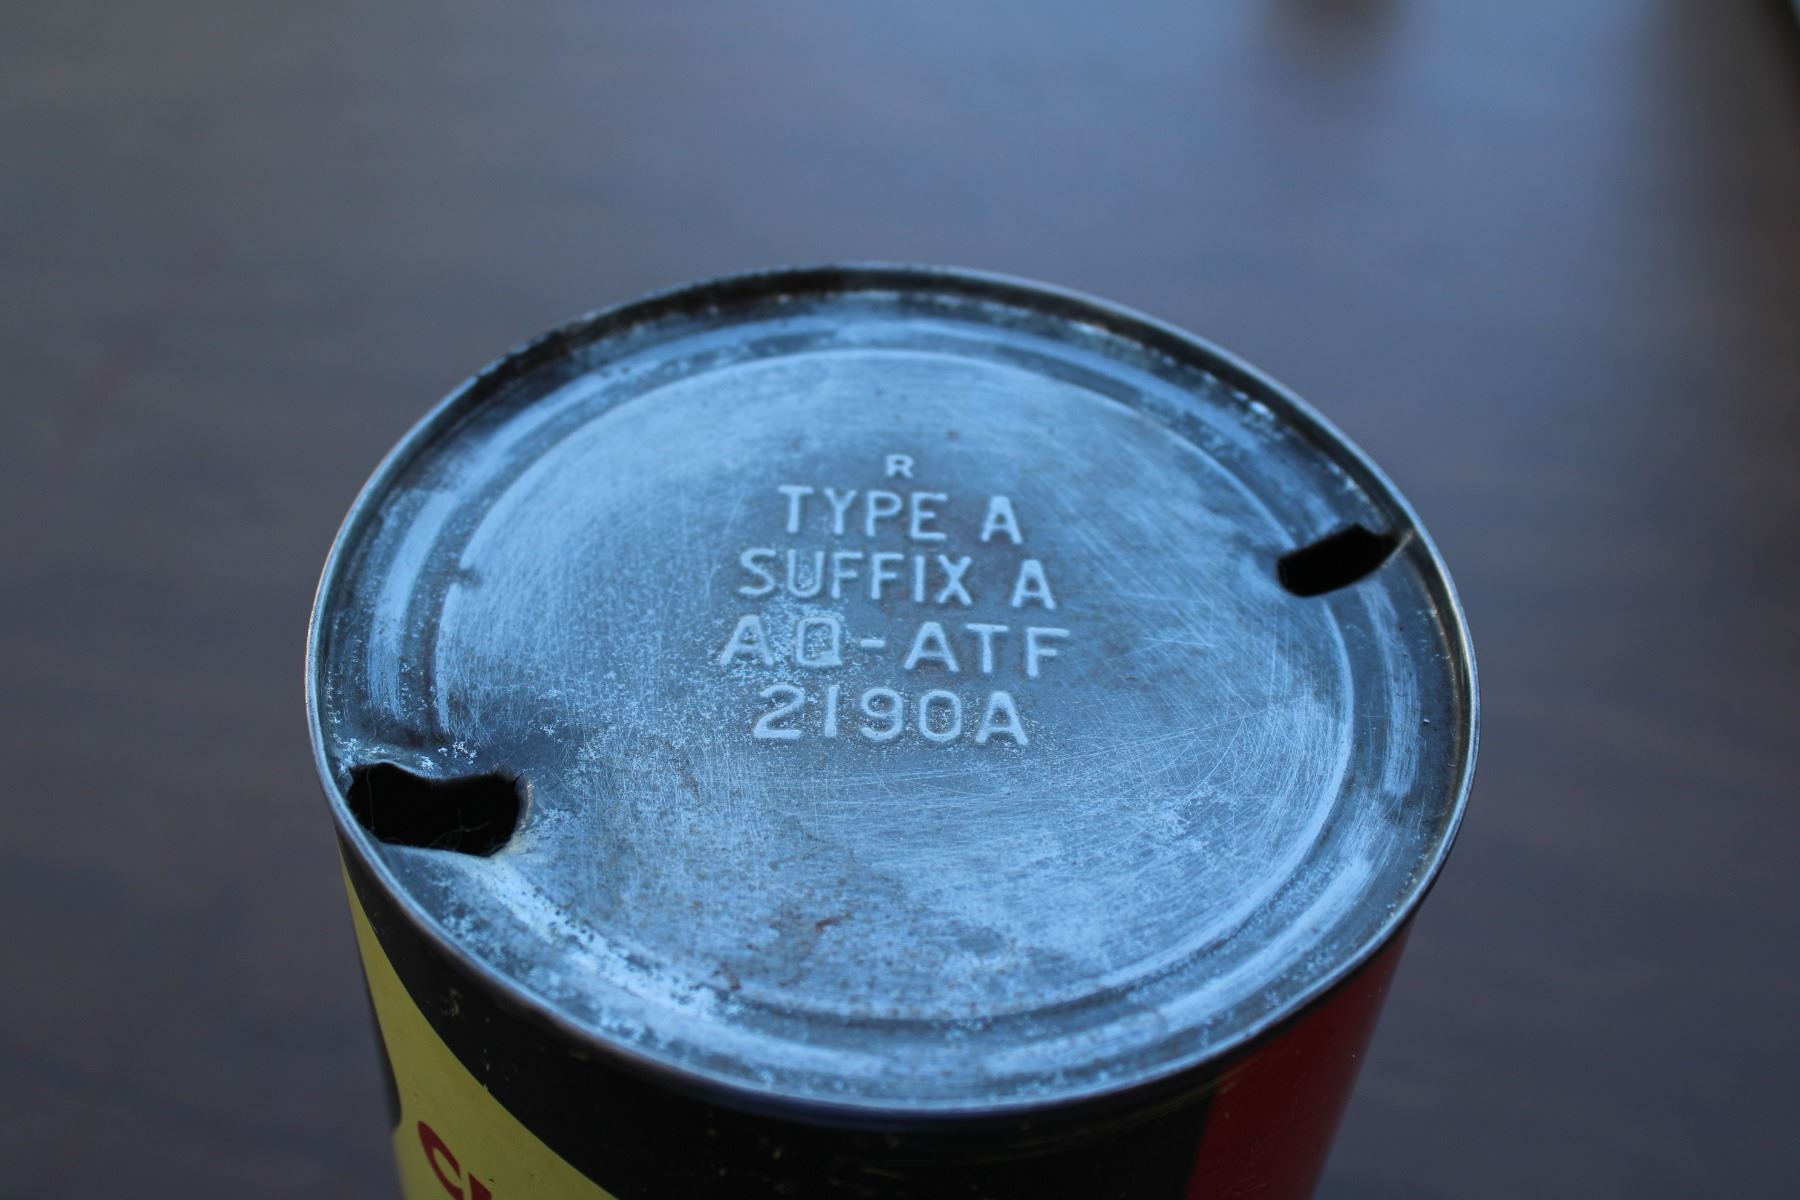 R
TYPE A
SUFFIX A
AQ-ATF
2190A